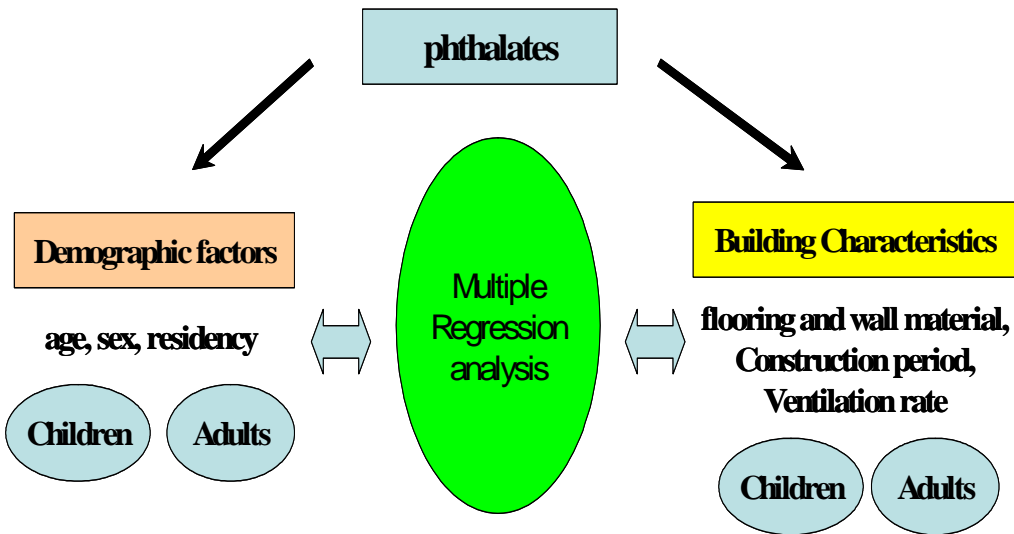 phthalates
Demographic factors
age, sex, residency
Children
Adults
Multiple
Regression
analysis
Building Characteristics
flooring and wall material,
Construction period,
Ventilation rate
Children
Adults